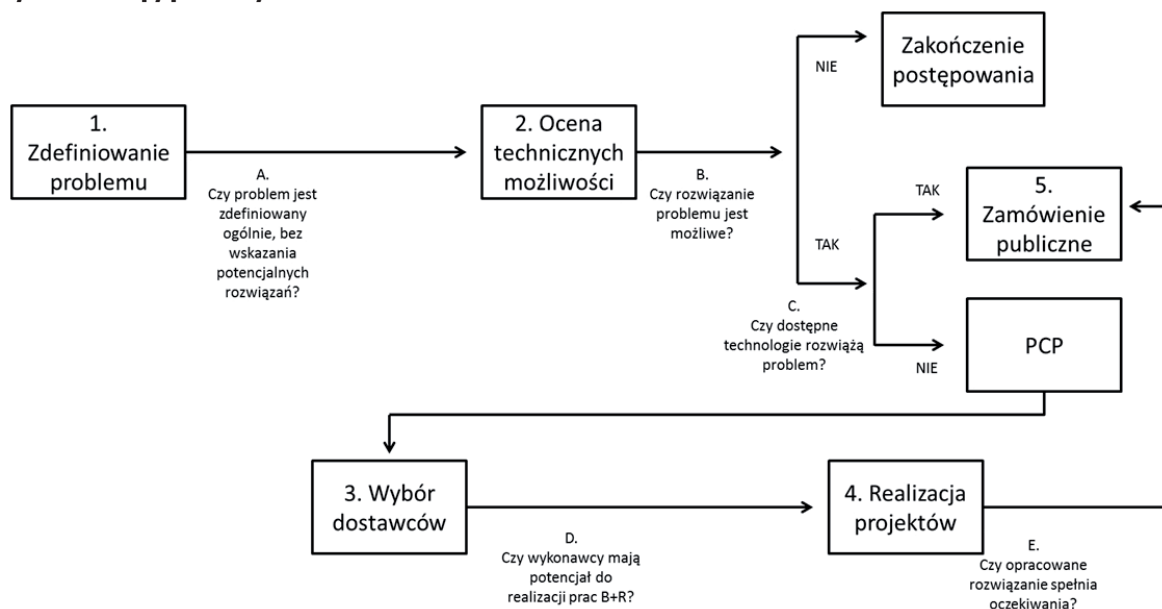 1.
Zdefiniowanie
problemu
A.
Czy problem jest
zdefiniowany
ogólnie, bez
wskazania
potencjalnych
rozwiązań?
2. Ocena
technicznych
możliwości
B.
Czy rozwiązanie
problemu jest
możliwe?
NIE
Zakończenie
postępowania
TAK
C.
Czy dostępne
technologie rozwiążą
problem?
TAK
5.
Zamówienie
publiczne
NIE
PCP
3. Wybór
dostawców
D.
Czy wykonawcy mają
potencjał do
realizacji prac B+R?
4. Realizacja
projektów
E.
Czy opracowane
rozwiązanie spełnia
oczekiwania?